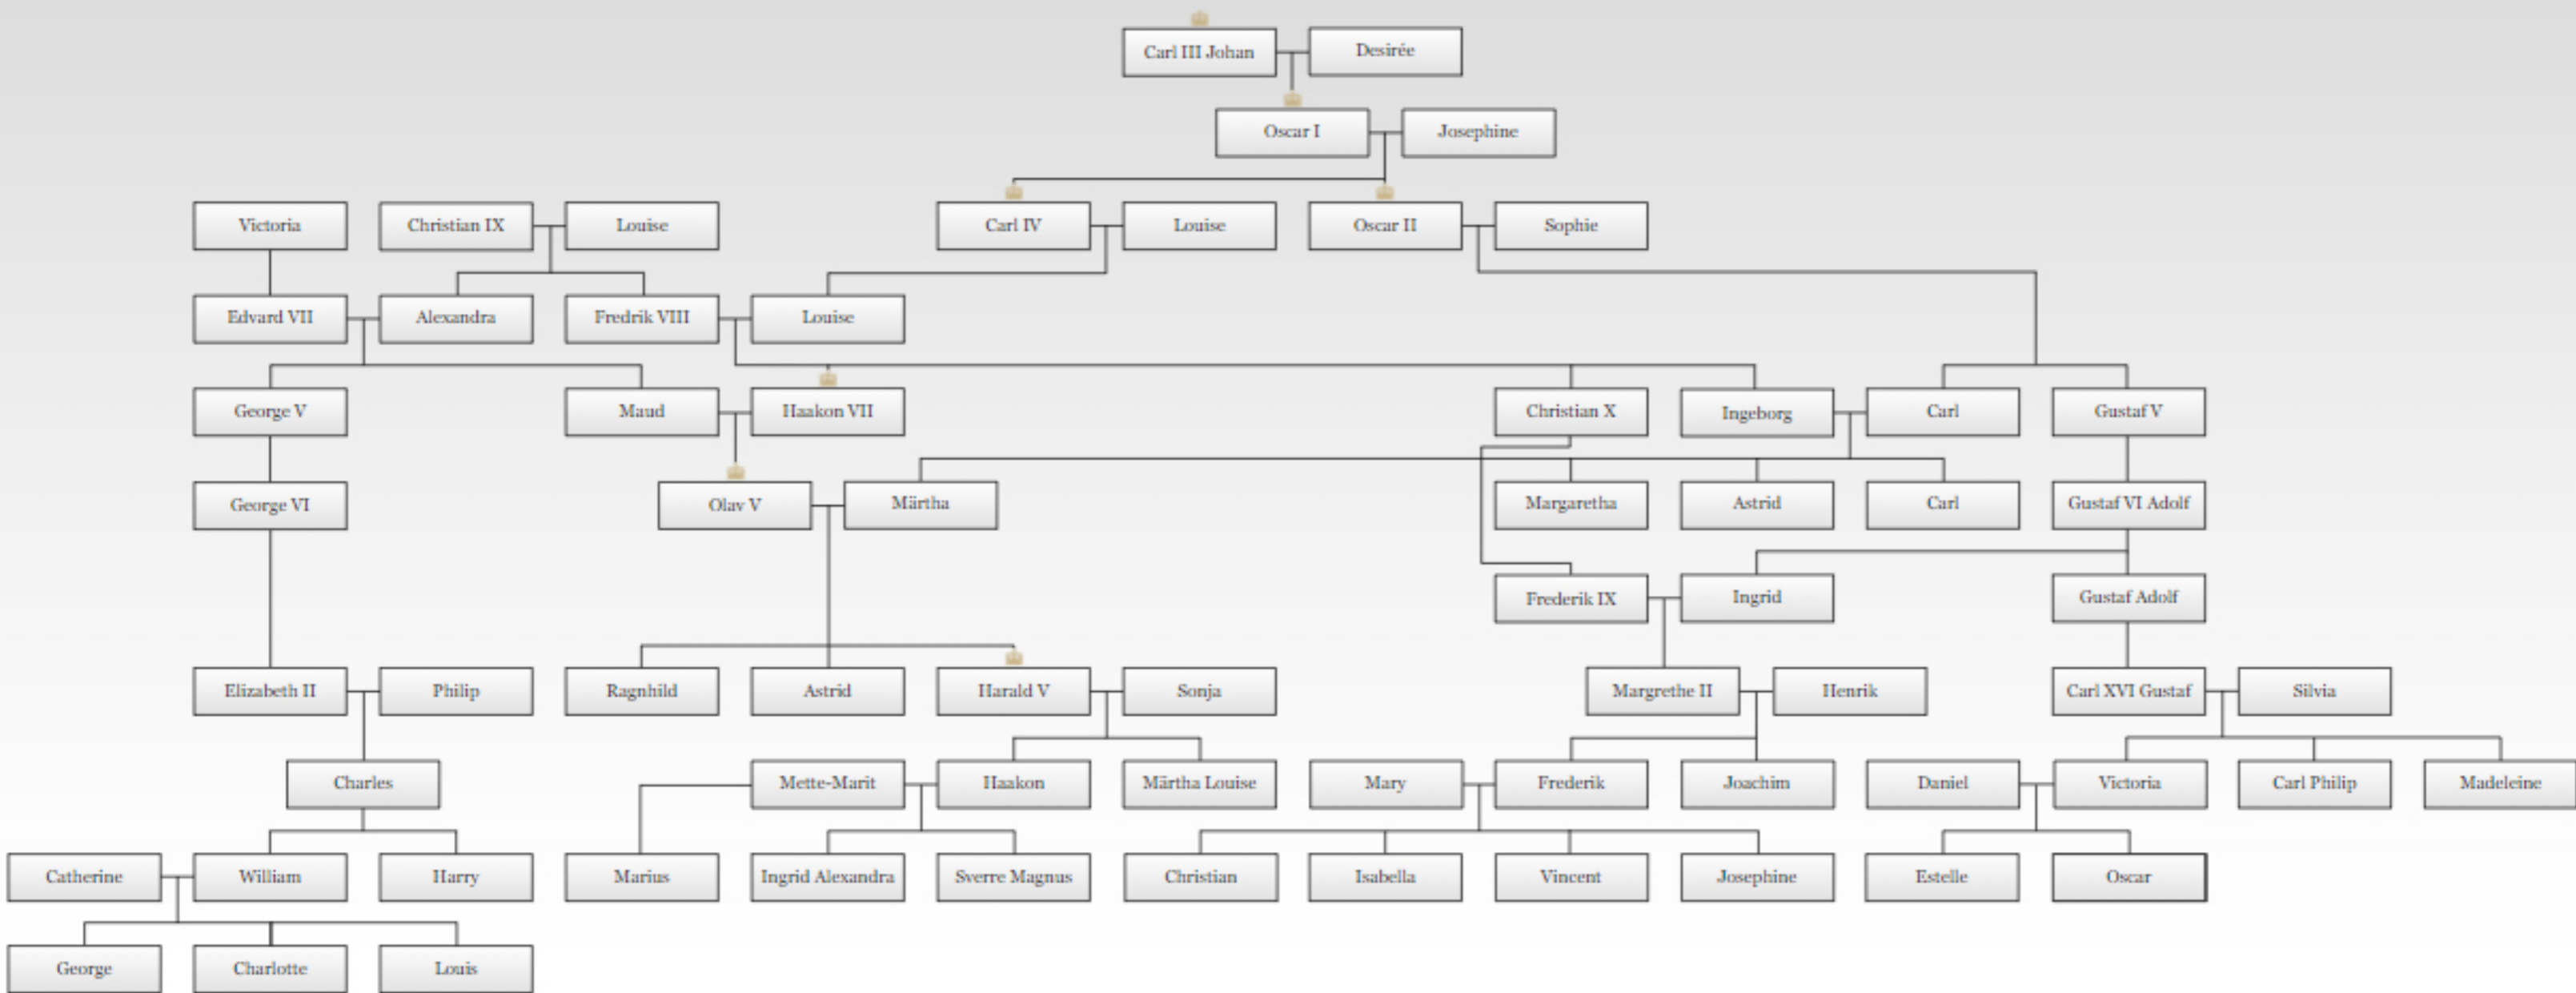 Carl III Johan
Desirée
Oscar I
Josephine
Victoria
Christian IX
Louise
Carl IV
Louise
Oscar II
Sophie
Edvard VII
Alexandra
Fredrik VIII
Louise
George V
Maud
Haakon VII
Christian X
Ingeborg
Carl
Gustaf V
George VI
Olav V
Märtha
Margaretha
Astrid
Carl
Gustaf VI Adolf
Frederik IX
Ingrid
Gustaf Adolf
Elizabeth II
Philip
Ragnhild
Astrid
Harald V
Sonja
Margrethe II
Henrik
Carl XVI Gustaf
Silvia
Charles
Mette-Marit
Haakon
Märtha Louise
Mary
Frederik
Joachim
Daniel
Victoria
Carl Philip
Madeleine
Catherine
William
Harry
Marius
Ingrid Alexandra
Sverre Magnus
Christian
Isabella
Vincent
Josephine
Estelle
Oscar
George
Charlotte
Louis